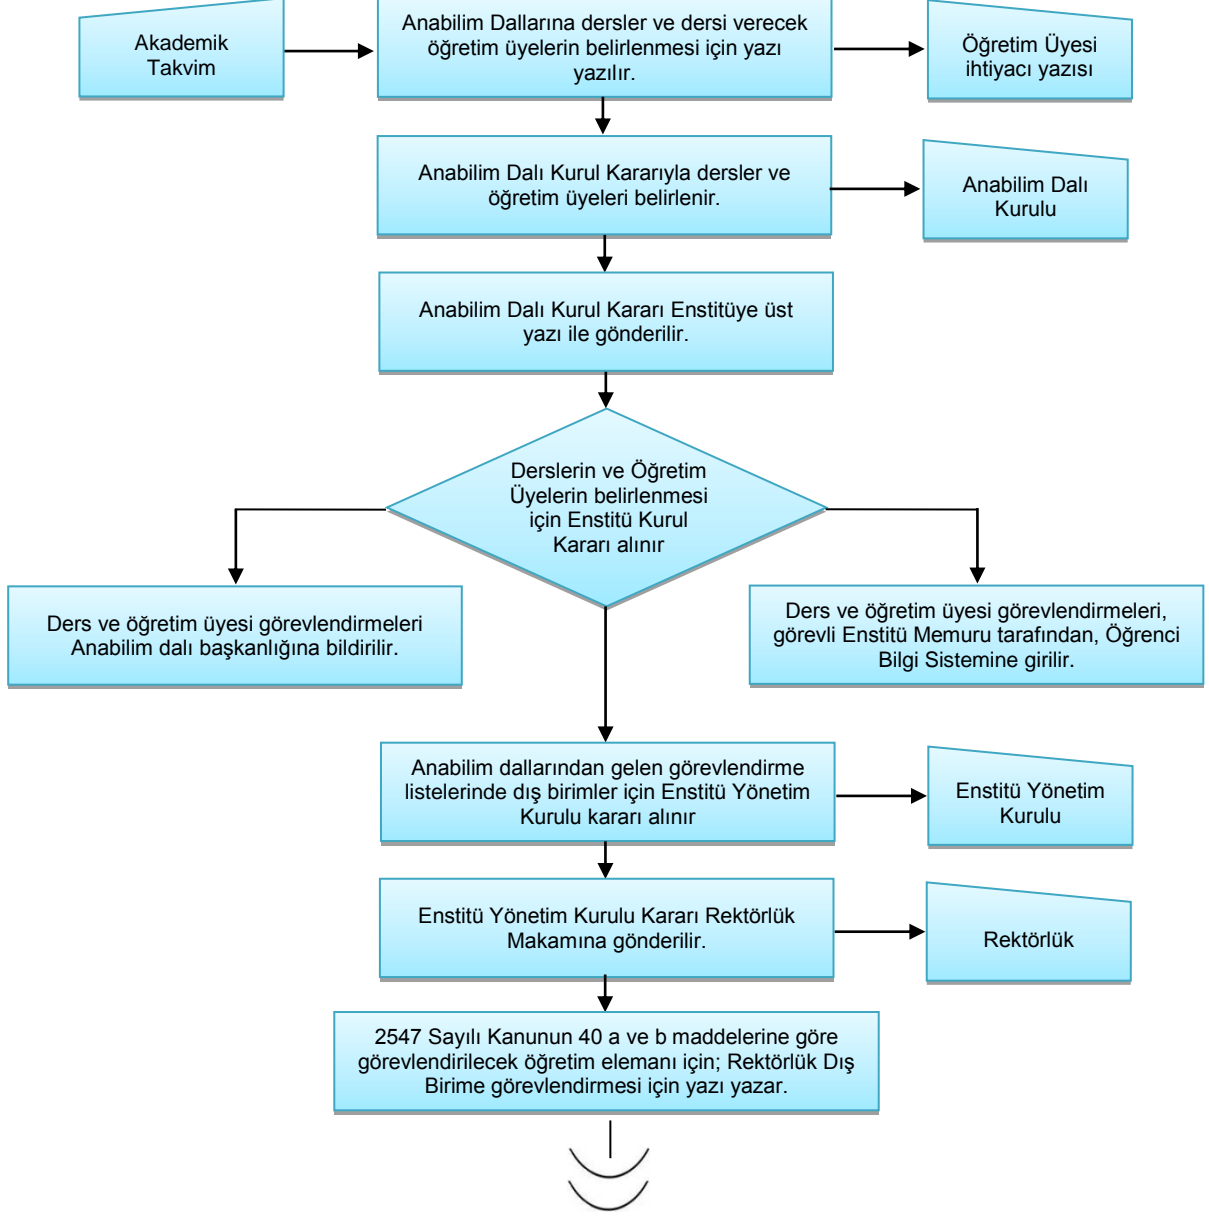 Akademik
Takvim
Anabilim Dallarına dersler ve dersi verecek
öğretim üyelerin belirlenmesi için yazı
yazılır.
Öğretim Üyesi
ihtiyacı yazısı
Anabilim Dalı Kurul Kararıyla dersler ve
öğretim üyeleri belirlenir.
Anabilim Dalı
Kurulu
Anabilim Dalı Kurul Kararı Enstitüye üst
yazı ile gönderilir.
Derslerin ve Öğretim
Üyelerin belirlenmesi
için Enstitü Kurul
Kararı alınır
Ders ve öğretim üyesi görevlendirmeleri
Anabilim dalı başkanlığına bildirilir.
Ders ve öğretim üyesi görevlendirmeleri,
görevli Enstitü Memuru tarafından, Öğrenci
Bilgi Sistemine girilir.
Anabilim dallarından gelen görevlendirme
listelerinde dış birimler için Enstitü Yönetim
Kurulu kararı alınır
Enstitü Yönetim
Kurulu
Enstitü Yönetim Kurulu Kararı Rektörlük
Makamına gönderilir.
Rektörlük
2547 Sayılı Kanunun 40 a ve b maddelerine göre
görevlendirilecek öğretim elemanı için; Rektörlük Dış
Birime görevlendirmesi için yazı yazar.